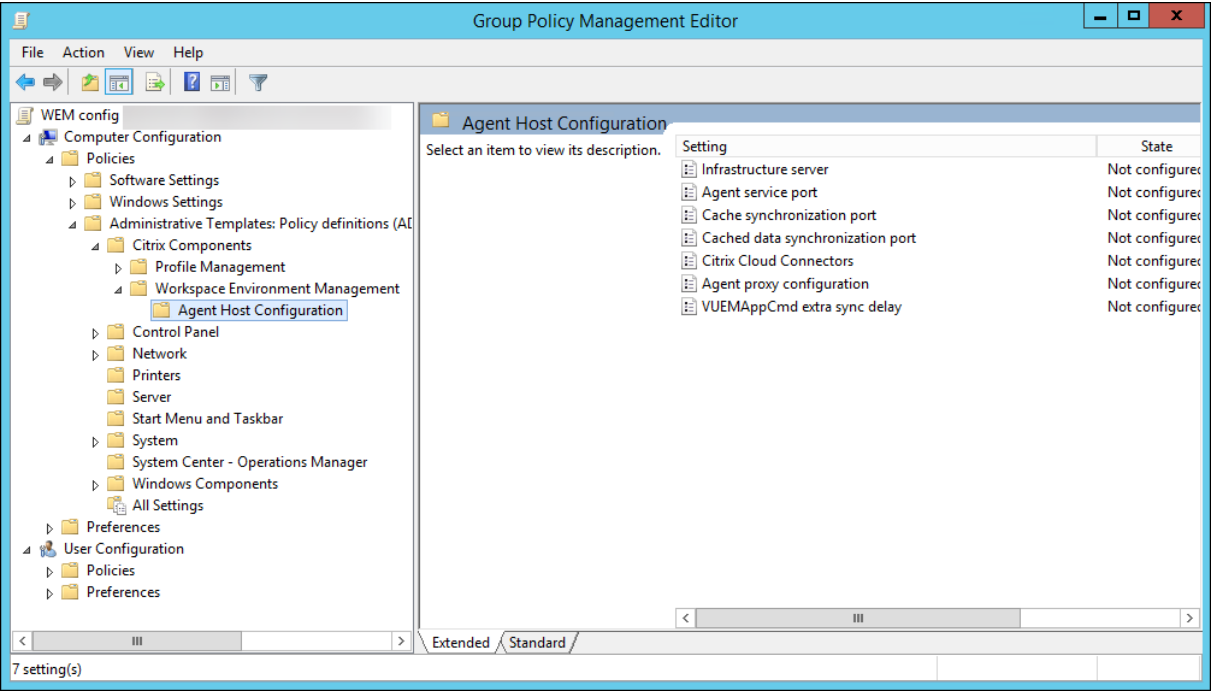 Group Policy Management Editor
x
File Action View Help
?
WEM config
Computer Configuration
Policies
Software Settings
Windows Settings
Administrative Templates: Policy definitions (AD
Citrix Components
Profile Management
Workspace Environment Management
Agent Host Configuration
Control Panel
Network
Printers
Server
Start Menu and Taskbar
System
System Center - Operations Manager
Windows Components
All Settings
Preferences
User Configuration
Policies
Preferences
Agent Host Configuration
Select an item to view its description.
Setting State
Infrastructure server Not configured
Agent service port Not configured
Cache synchronization port Not configured
Cached data synchronization port Not configured
Citrix Cloud Connectors Not configured
Agent proxy configuration Not configured
VUEMAppCmd extra sync delay Not configured
Extended Standard
7 setting(s)